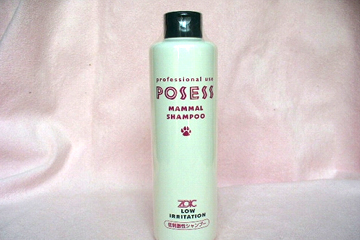 professional use
POSESS
MAMMAL
SHAMPOO
ZOIC
LOW
IRRITATION
低刺激性シャンプー